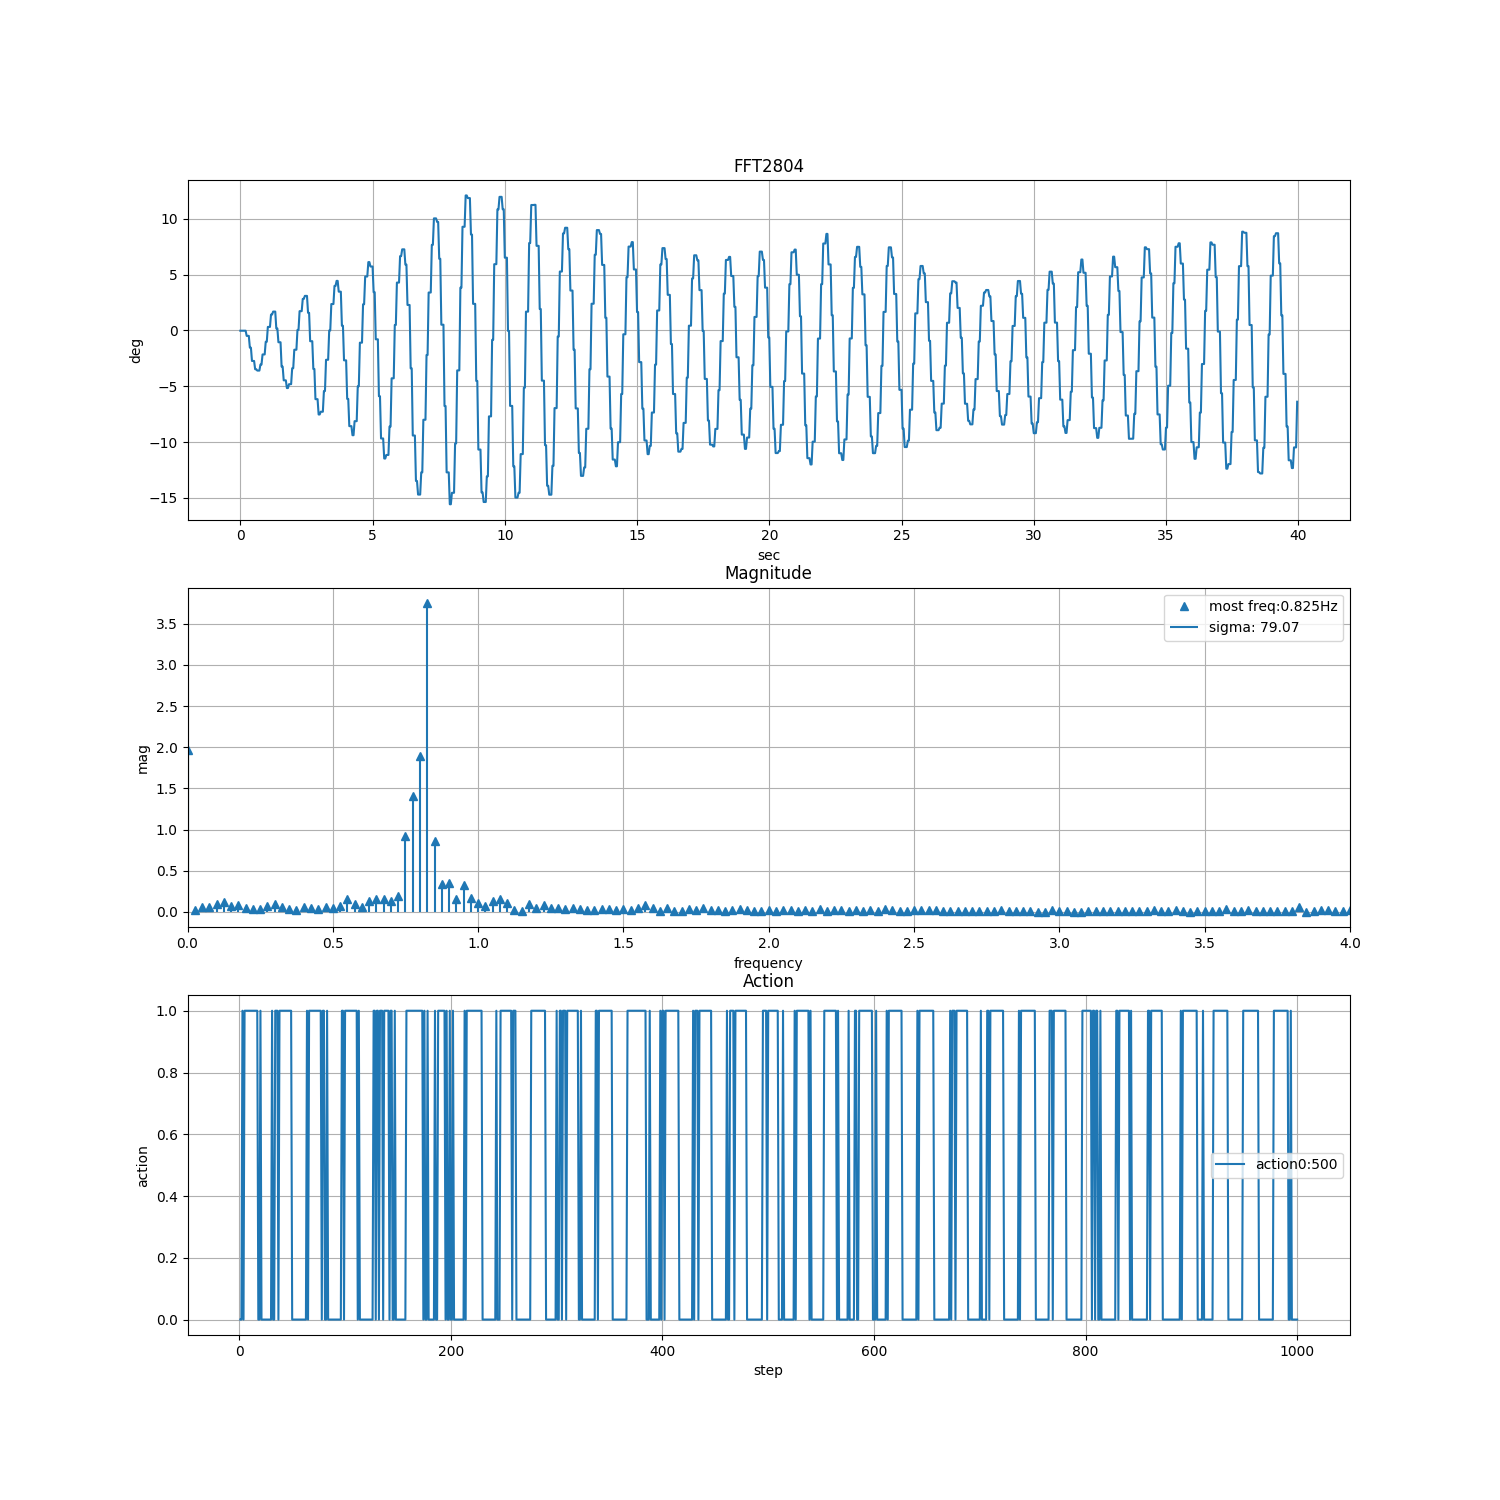 FFT2804
10
5
0
−5
−10
−15
deg
0 5 10 15 20 25 30 35 40
sec
Magnitude
most freq:0.825Hz
sigma: 79.07
3.5
3.0
2.5
2.0
1.5
1.0
0.5
0.0
mag
0.0 0.5 1.0 1.5 2.0 2.5 3.0 3.5 4.0
frequency
Action
1.0
0.8
0.6
0.4
0.2
0.0
action
action0:500
0 200 400 600 800 1000
step